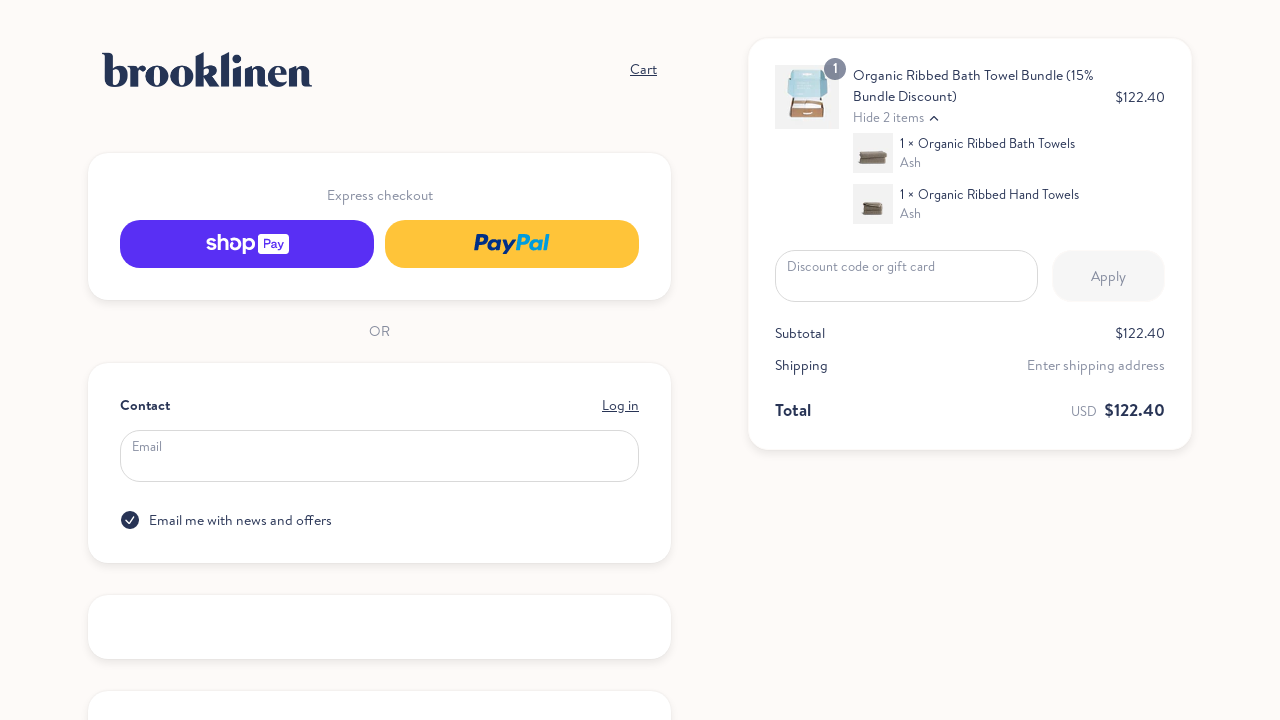 brooklinen
Cart
Express checkout
shop Pay
PayPal
OR
Contact
Log in
Email
Email me with news and offers
1
Organic Ribbed Bath Towel Bundle (15%
Bundle Discount)
$122.40
Hide 2 items
1 × Organic Ribbed Bath Towels
Ash
1 × Organic Ribbed Hand Towels
Ash
Discount code or gift card
Apply
Subtotal
$122.40
Shipping
Enter shipping address
Total
USD $122.40